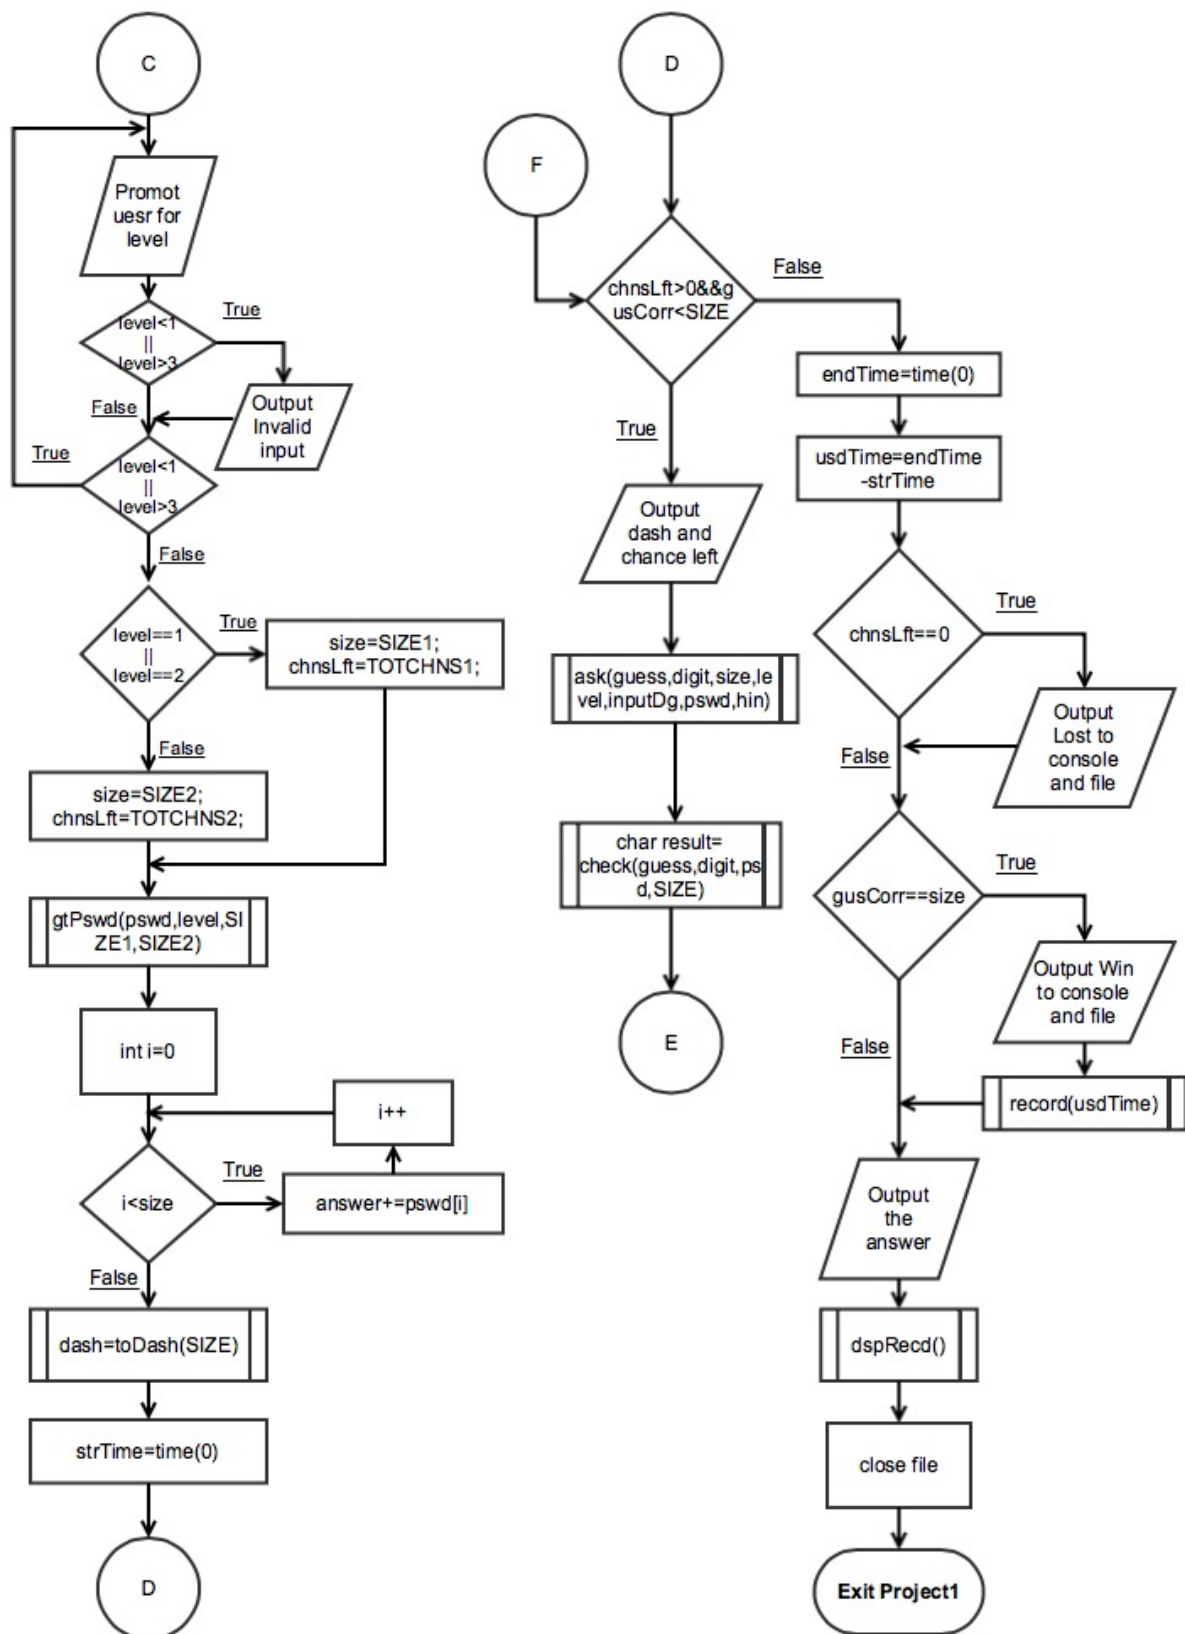 C
Promot
uesr for
level
level<1
||
level>3
True
False
Output
Invalid
input
level<1
||
level>3
True
False
level==1
||
level==2
True
size=SIZE1;
chnsLft=TOTCHNS1;
False
size=SIZE2;
chnsLft=TOTCHNS2;
gtPswd(pswd,level,SI
ZE1,SIZE2)
int i=0
i++
i<size
True
answer+=pswd[i]
False
dash=toDash(SIZE)
strTime=time(0)
D
D
F
chnsLft>0&&g
usCorr<SIZE
False
True
Output
dash and
chance left
ask(guess,digit,size,le
vel,inputDg,pswd,hin)
char result=
check(guess,digit,ps
d,SIZE)
E
endTime=time(0)
usdTime=endTime
-strTime
chnsLft==0
True
Output
Lost to
console
and file
False
gusCorr==size
True
Output Win
to console
and file
False
record(usdTime)
Output
the
answer
dspRecd()
close file
Exit Project1